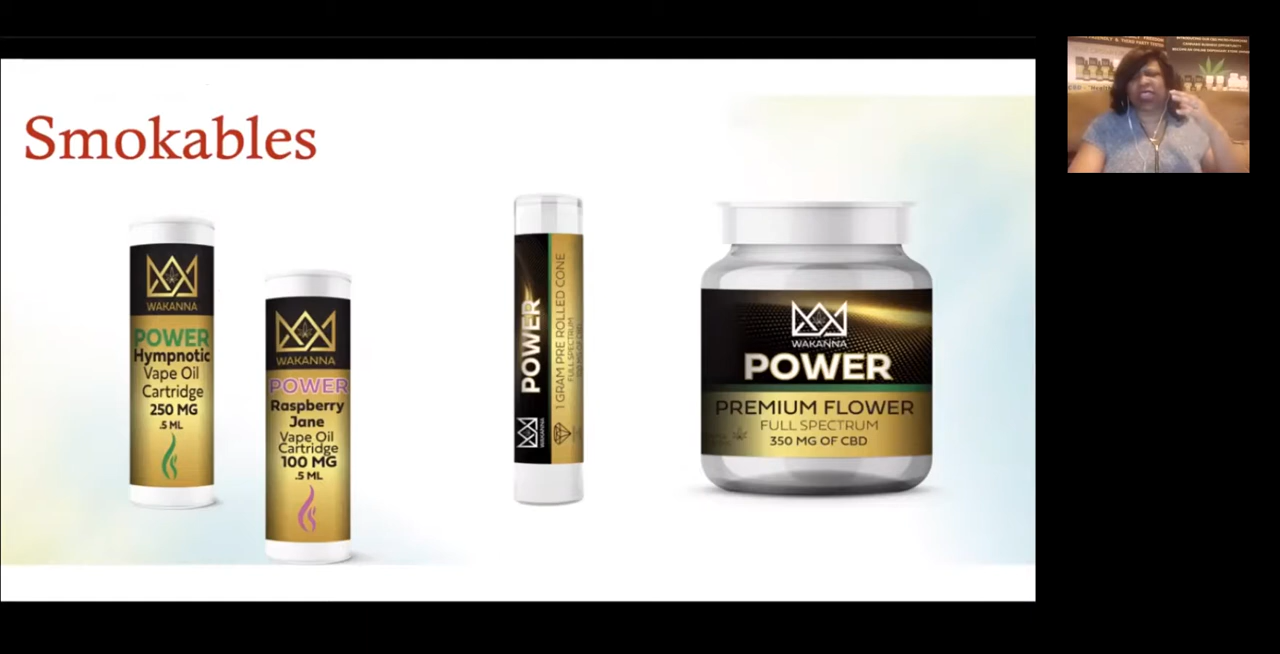 Smokables
WAKANNA
POWER
Hympnotic
Vape Oil
Cartridge
250 MG
.5 ML
WAKANNA
POWER
Raspberry
Jane
Vape Oil
Cartridge
100 MG
.5 ML
POWER
1 GRAM PRE ROLLED CONE
FULL SPECTRUM
WAKANNA
WAKANNA
POWER
PREMIUM FLOWER
FULL SPECTRUM
350 MG OF CBD